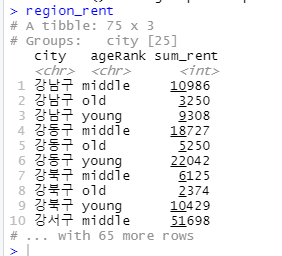 > region_rent
# A tibble: 75 x 3
# Groups: city [25]
city ageRank sum_rent
<chr> <chr> <int>
1 강남구 middle 10986
2 강남구 old 3250
3 강남구 young 9308
4 강동구 middle 18727
5 강동구 old 5250
6 강동구 young 22042
7 강북구 middle 6125
8 강북구 old 2374
9 강북구 young 10429
10 강서구 middle 51698
# ... with 65 more rows
>